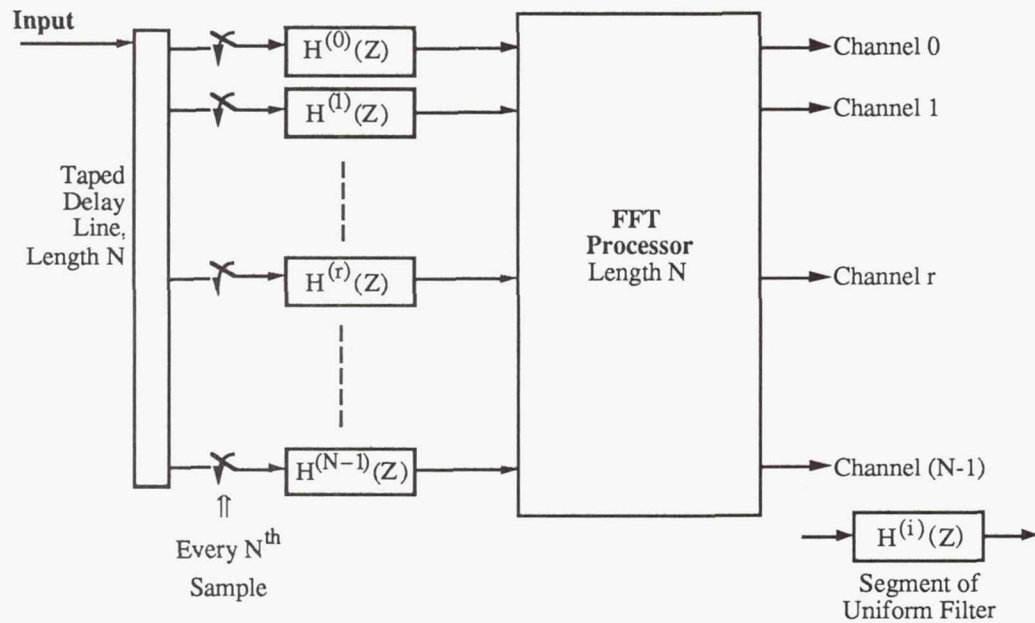 Input
H^(0)(Z)
Channel 0
H^(1)(Z)
Channel 1
Taped
Delay
Line,
Length N
FFT
Processor
Length N
H^(r)(Z)
Channel r
H^(N-1)(Z)
Channel (N-1)
⇑
Every N^th
Sample
H^(i)(Z)
Segment of
Uniform Filter